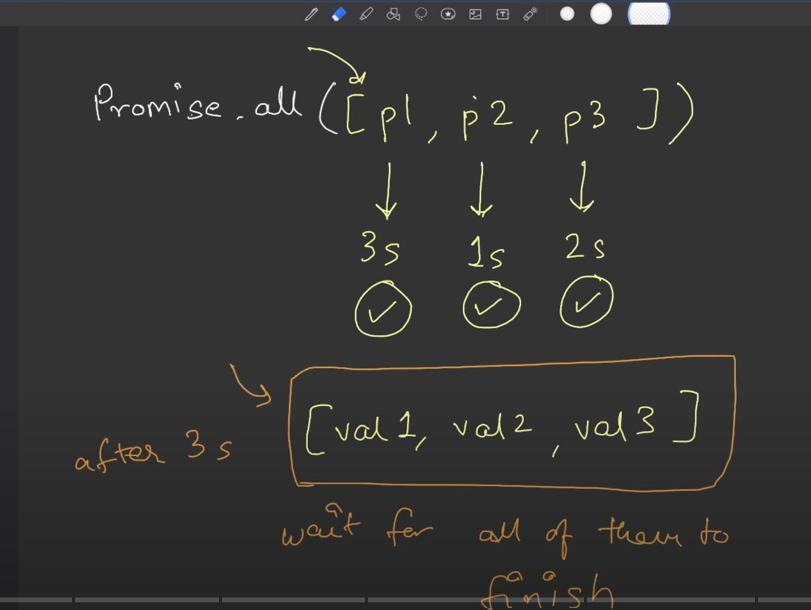 Promise.all([p1, p2, p3])
3s 1s 2s
[val1, val2, val3]
after 3s
wait for all of them to
finish